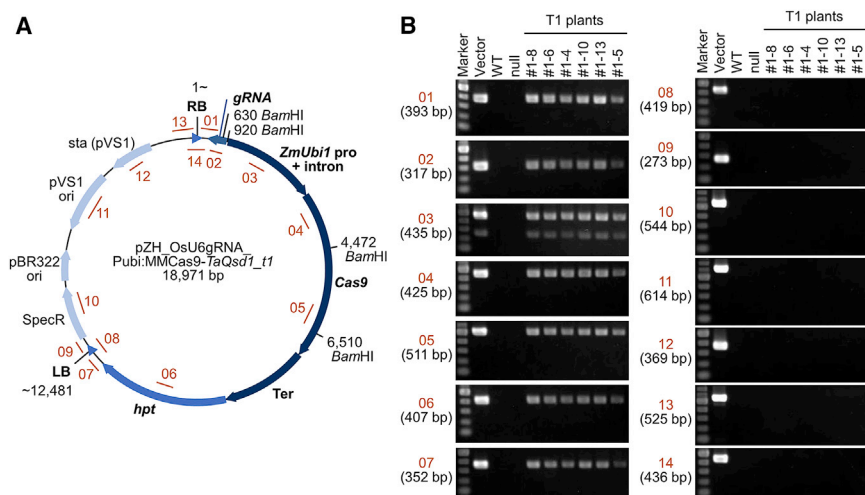 A
1~
RB
gRNA
630 BamHI
920 BamHI
ZmUbi1 pro
+ intron
4,472
BamHI
Cas9
6,510
BamHI
Ter
hpt
LB
~12,481
SpecR
pBR322
ori
pVS1
ori
sta (pVS1)
pZH_OsU6gRNA_
Pubi:MMCas9-TaQsd1_t1
18,971 bp
01
02
03
04
05
06
07
08
09
10
11
12
13
14
B
T1 plants
Marker
Vector
WT
null
#1-8
#1-6
#1-4
#1-10
#1-13
#1-5
01
(393 bp)
02
(317 bp)
03
(435 bp)
04
(425 bp)
05
(511 bp)
06
(407 bp)
07
(352 bp)
T1 plants
Marker
Vector
WT
null
#1-8
#1-6
#1-4
#1-10
#1-13
#1-5
08
(419 bp)
09
(273 bp)
10
(544 bp)
11
(614 bp)
12
(369 bp)
13
(525 bp)
14
(436 bp)